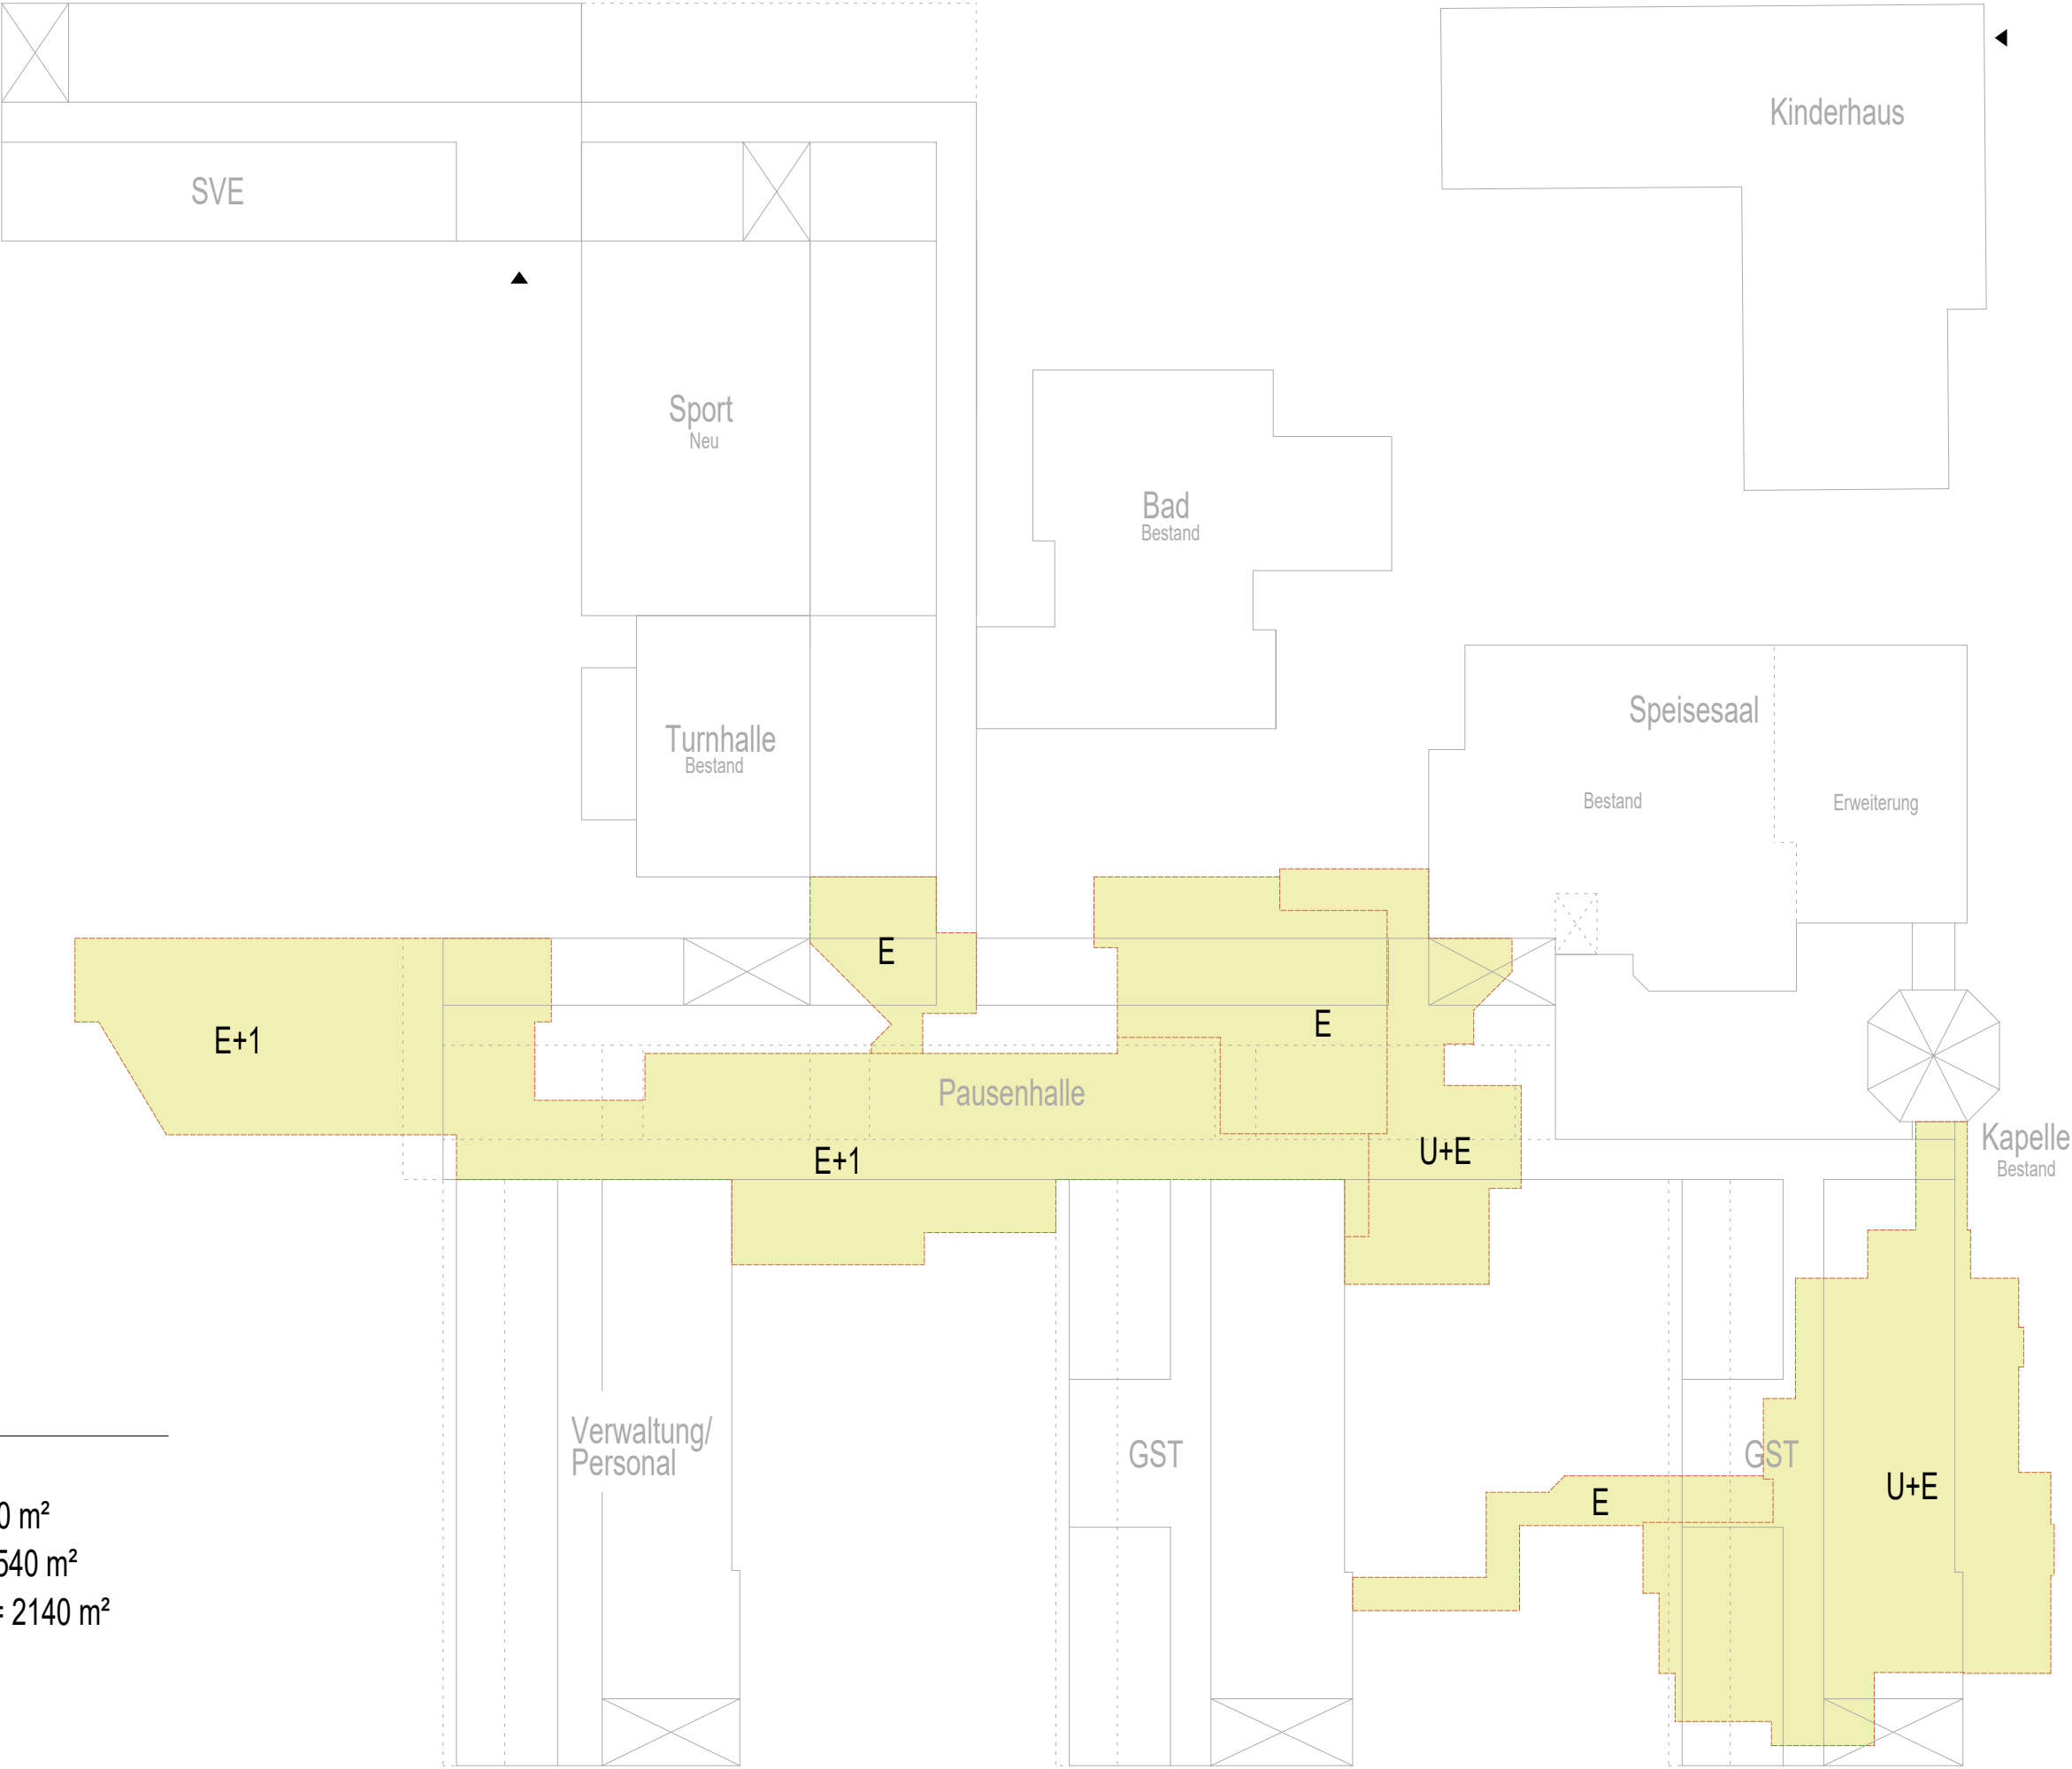 Kinderhaus
SVE
Sport
Neu
Bad
Bestand
Turnhalle
Bestand
Speisesaal
Bestand
Erweiterung
E
E
E+1
Pausenhalle
Kapelle
Bestand
E+1
U+E
Verwaltung/
Personal
GST
GST
U+E
E
0 m²
540 m²
= 2140 m²